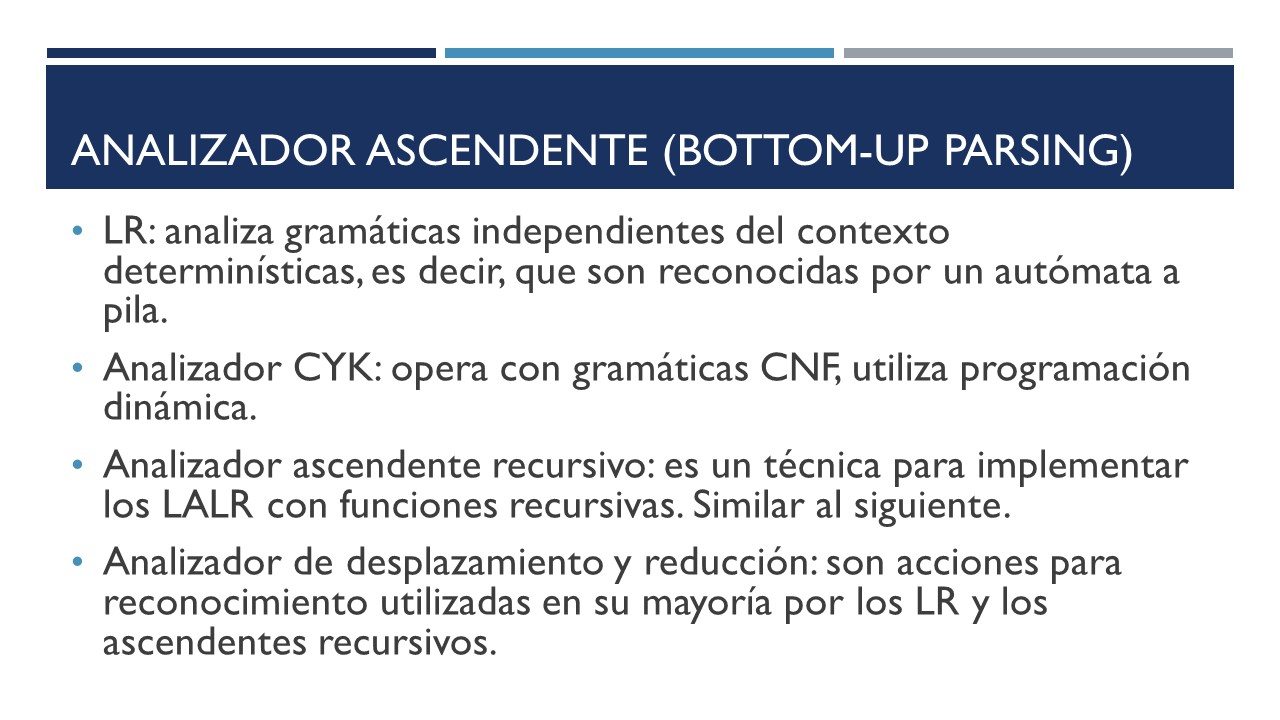 ANALIZADOR ASCENDENTE (BOTTOM-UP PARSING)
• LR: analiza gramáticas independientes del contexto
determinísticas, es decir, que son reconocidas por un autómata a
pila.
• Analizador CYK: opera con gramáticas CNF, utiliza programación
dinámica.
• Analizador ascendente recursivo: es un técnica para implementar
los LALR con funciones recursivas. Similar al siguiente.
• Analizador de desplazamiento y reducción: son acciones para
reconocimiento utilizadas en su mayoría por los LR y los
ascendentes recursivos.